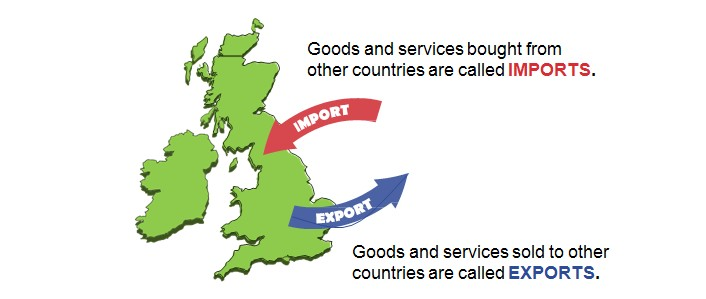 Goods and services bought from
other countries are called IMPORTS.
IMPORT
EXPORT
Goods and services sold to other
countries are called EXPORTS.